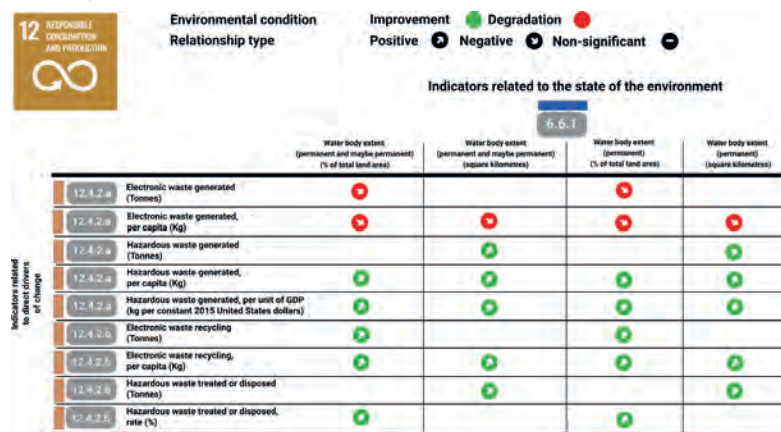 12 RESPONSIBLE
CONSUMPTION
AND PRODUCTION
Environmental condition Improvement Degradation
Relationship type Positive Negative Non-significant
Indicators related to the state of the environment
6.6.1
Water body extent
(permanent and maybe permanent)
(% of total land area)
Water body extent
(permanent and maybe permanent)
(square kilometres)
Water body extent
(permanent)
(% of total land area)
Water body extent
(permanent)
(square kilometres)
Indicators related
to direct drivers
of change
12.4.2.a Electronic waste generated
(Tonnes)
12.4.2.a Electronic waste generated,
per capita (Kg)
12.4.2.a Hazardous waste generated
(Tonnes)
12.4.2.a Hazardous waste generated,
per capita (Kg)
12.4.2.a Hazardous waste generated, per unit of GDP
(kg per constant 2015 United States dollars)
12.4.2.b Electronic waste recycling
(Tonnes)
12.4.2.b Electronic waste recycling,
per capita (Kg)
12.4.2.b Hazardous waste treated or disposed
(Tonnes)
12.4.2.b Hazardous waste treated or disposed,
rate (%)